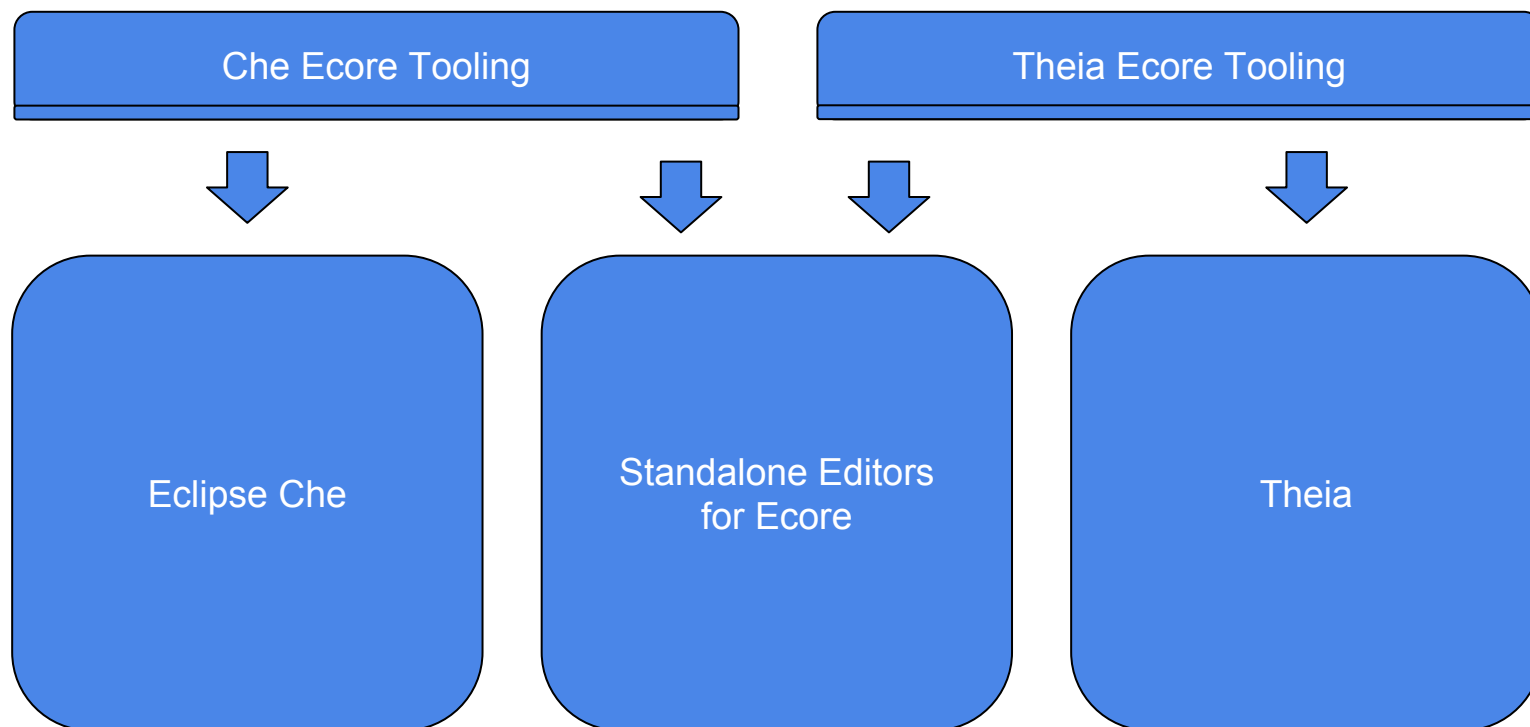 Che Ecore Tooling
Theia Ecore Tooling
Eclipse Che
Standalone Editors
for Ecore
Theia